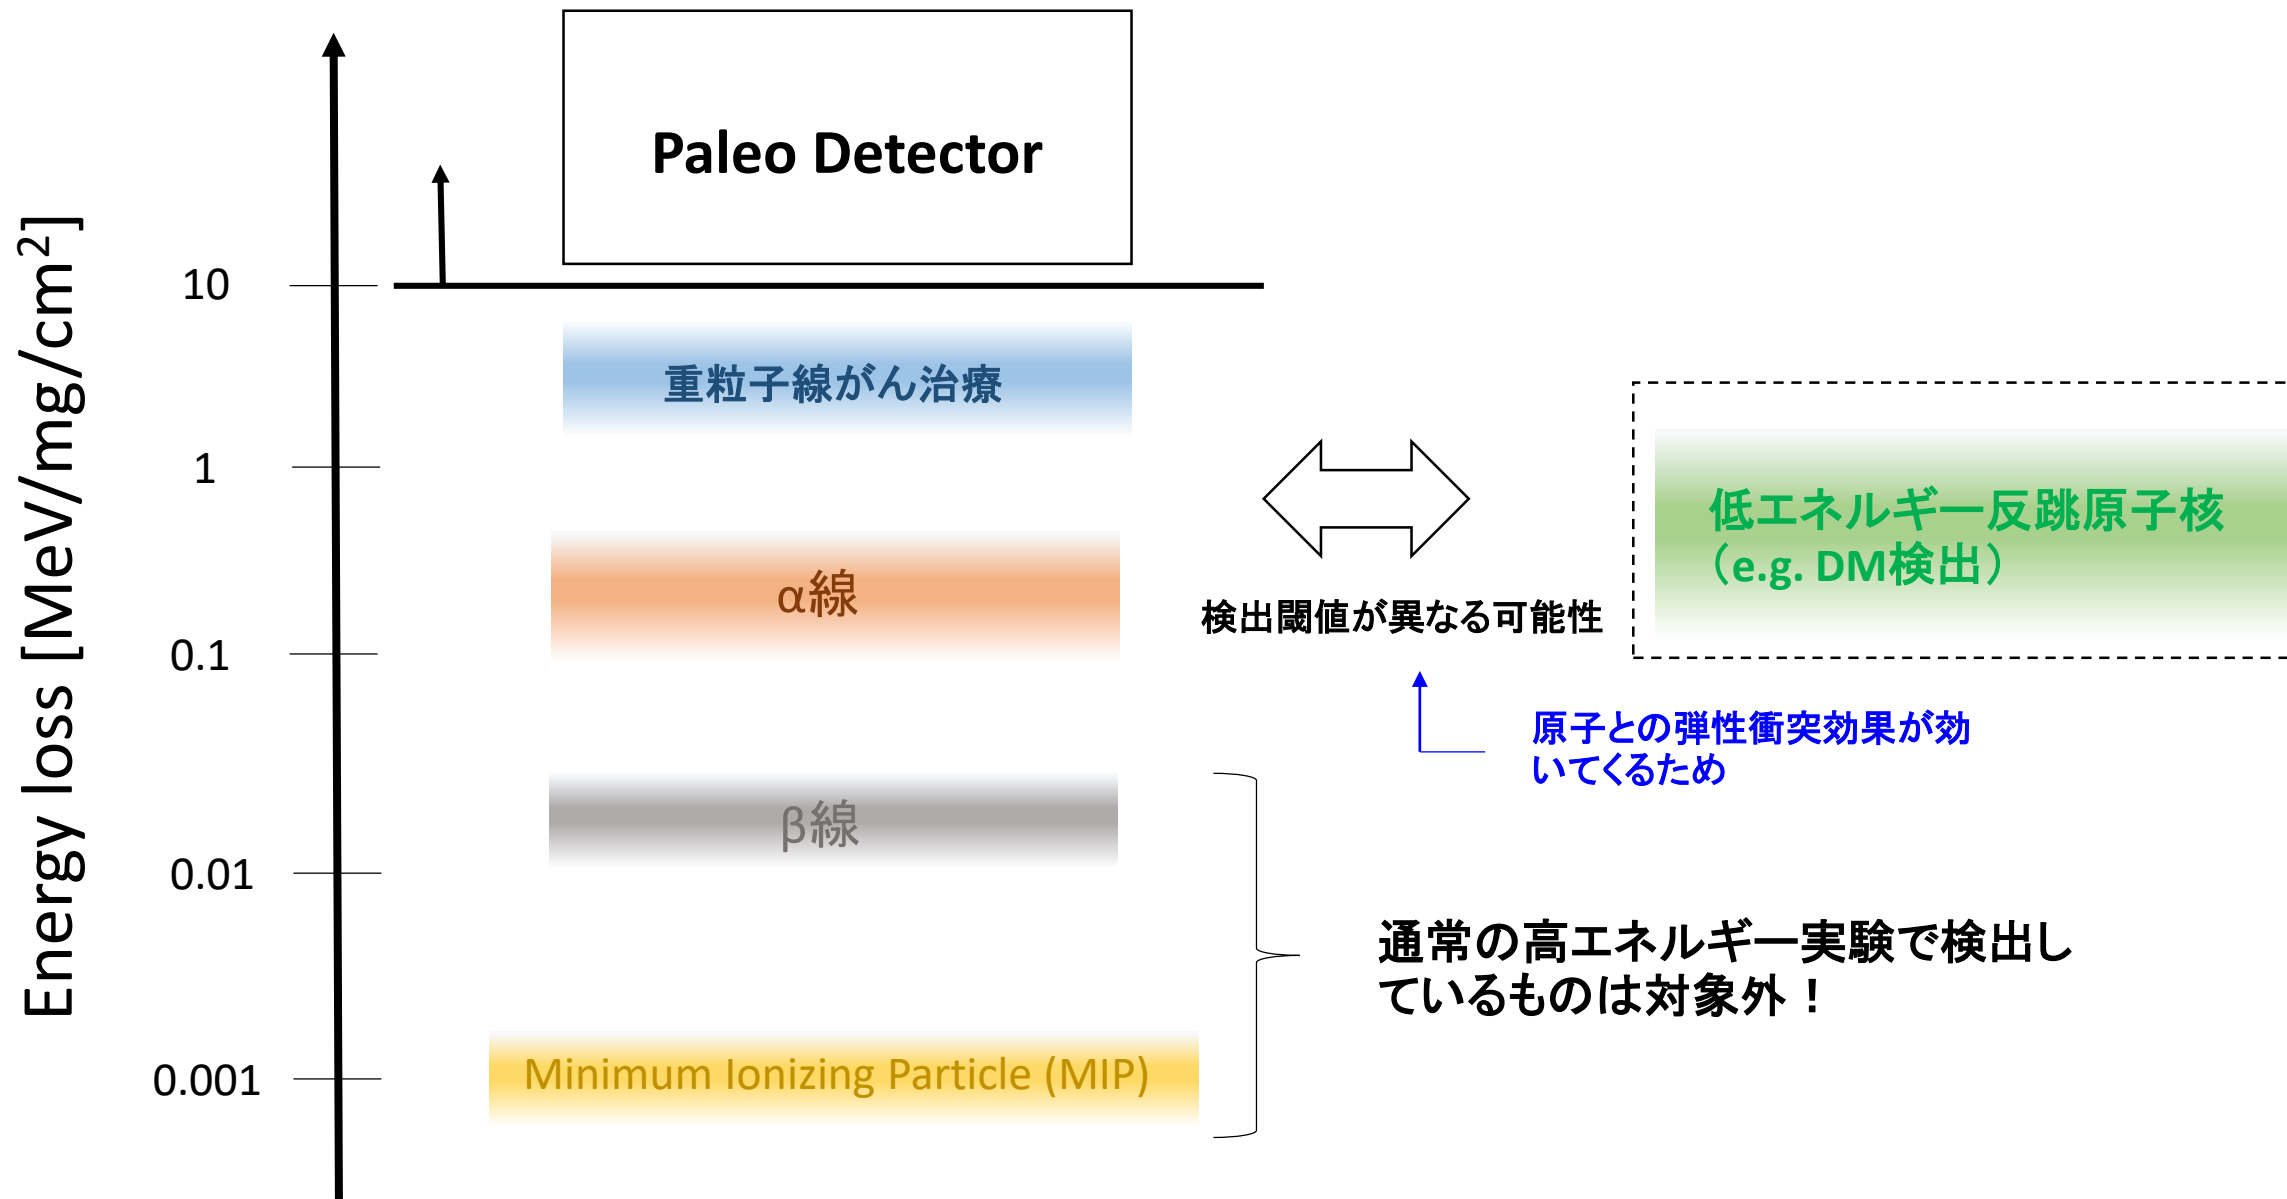 Paleo Detector
Energy loss [MeV/mg/cm²]
10
重粒子線がん治療
1
低エネルギー反跳原子核
（e.g. DM検出）
α線
検出閾値が異なる可能性
0.1
原子との弾性衝突効果が効
いてくるため
β線
0.01
通常の高エネルギー実験で検出し
ているものは対象外！
Minimum Ionizing Particle (MIP)
0.001